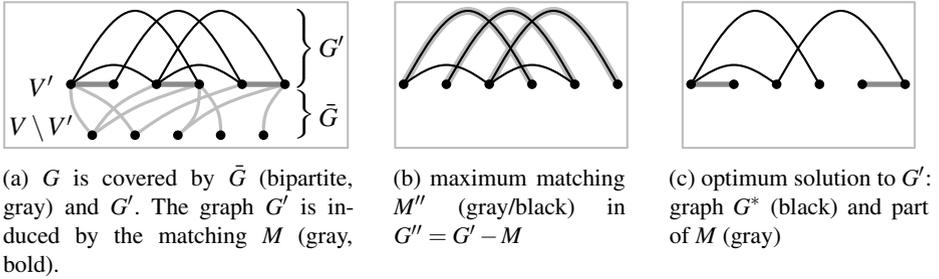 G′
V′
Ḡ
V \ V′
(a) G is covered by Ḡ (bipartite,
gray) and G′. The graph G′ is in-
duced by the matching M (gray,
bold).
(b) maximum matching
M″ (gray/black) in
G″ = G′ − M
(c) optimum solution to G′:
graph G* (black) and part
of M (gray)